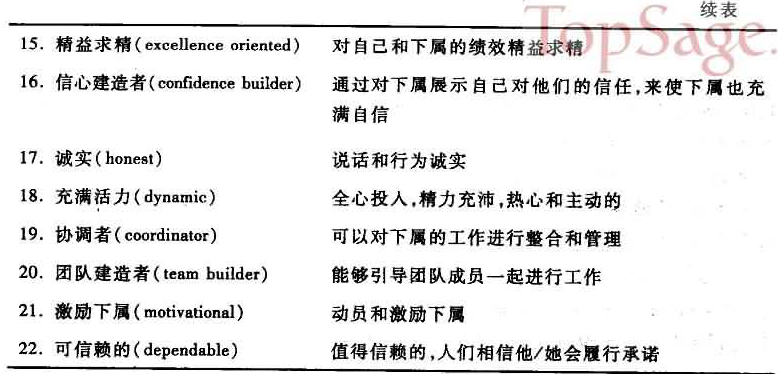 续表
TopSage.
15. 精益求精(excellence oriented) 对自己和下属的绩效精益求精
16. 信心建造者(confidence builder) 通过对下属展示自己对他们的信任,来使下属也充
满自信
17. 诚实(honest) 说话和行为诚实
18. 充满活力(dynamic) 全心投入,精力充沛,热心和主动的
19. 协调者(coordinator) 可以对下属的工作进行整合和管理
20. 团队建造者(team builder) 能够引导团队成员一起进行工作
21. 激励下属(motivational) 动员和激励下属
22. 可信赖的(dependable) 值得信赖的,人们相信他/她会履行承诺